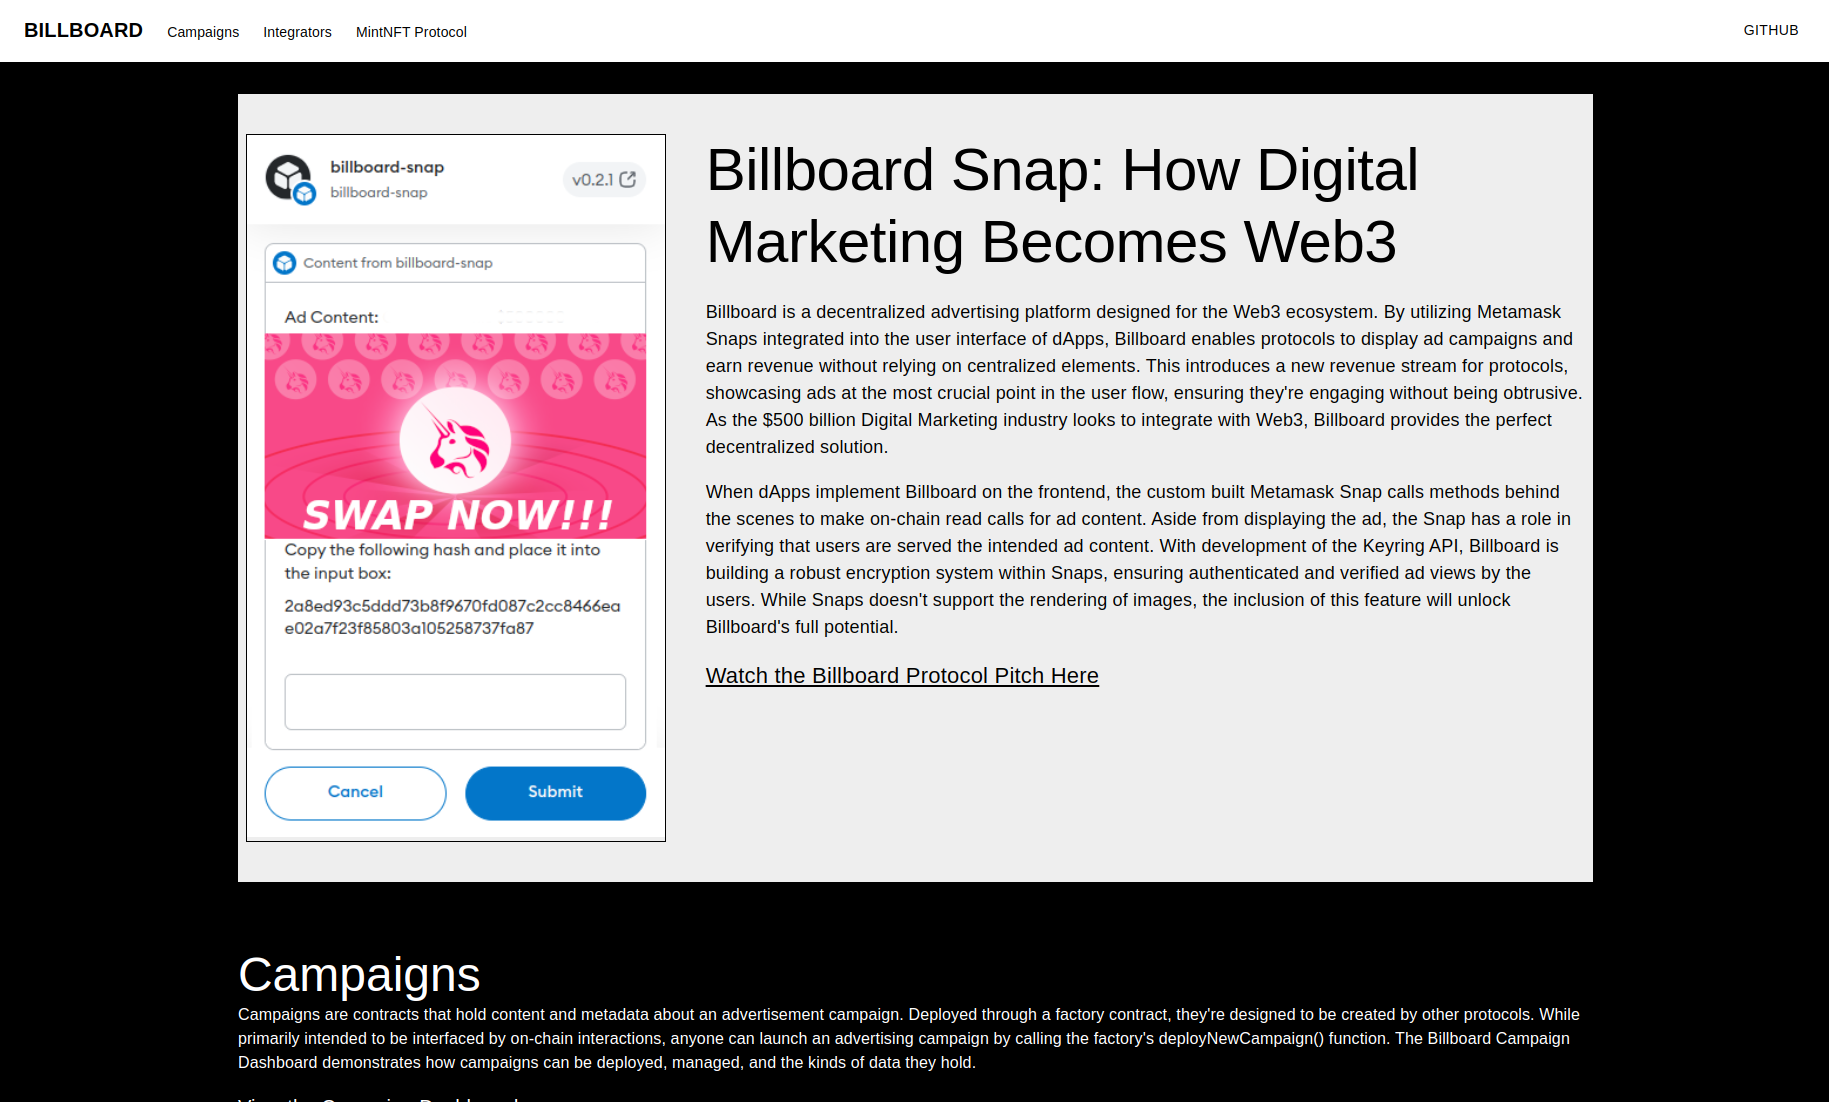 BILLBOARD Campaigns Integrators MintNFT Protocol GITHUB
billboard-snap
billboard-snap
v0.2.1
Content from billboard-snap
Ad Content:
SWAP NOW!!!
Copy the following hash and place it into
the input box:
2a8ed93c5ddd73b8f9670fd087c2cc8466ea
e02a7f23f85803a105258737fa87
Cancel Submit
Billboard Snap: How Digital
Marketing Becomes Web3
Billboard is a decentralized advertising platform designed for the Web3 ecosystem. By utilizing Metamask
Snaps integrated into the user interface of dApps, Billboard enables protocols to display ad campaigns and
earn revenue without relying on centralized elements. This introduces a new revenue stream for protocols,
showcasing ads at the most crucial point in the user flow, ensuring they're engaging without being obtrusive.
As the $500 billion Digital Marketing industry looks to integrate with Web3, Billboard provides the perfect
decentralized solution.
When dApps implement Billboard on the frontend, the custom built Metamask Snap calls methods behind
the scenes to make on-chain read calls for ad content. Aside from displaying the ad, the Snap has a role in
verifying that users are served the intended ad content. With development of the Keyring API, Billboard is
building a robust encryption system within Snaps, ensuring authenticated and verified ad views by the
users. While Snaps doesn't support the rendering of images, the inclusion of this feature will unlock
Billboard's full potential.
Watch the Billboard Protocol Pitch Here
Campaigns
Campaigns are contracts that hold content and metadata about an advertisement campaign. Deployed through a factory contract, they're designed to be created by other protocols. While
primarily intended to be interfaced by on-chain interactions, anyone can launch an advertising campaign by calling the factory's deployNewCampaign() function. The Billboard Campaign
Dashboard demonstrates how campaigns can be deployed, managed, and the kinds of data they hold.